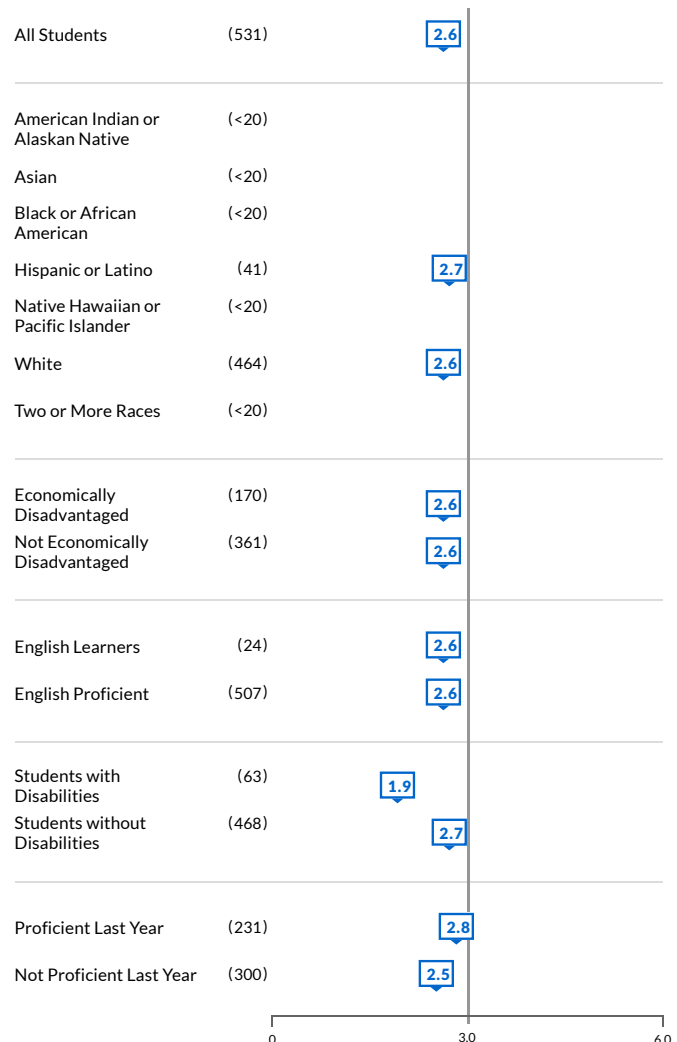 All Students (531) 2.6
American Indian or (<20)
Alaskan Native
Asian (<20)
Black or African (<20)
American
Hispanic or Latino (41) 2.7
Native Hawaiian or (<20)
Pacific Islander
White (464) 2.6
Two or More Races (<20)
Economically (170) 2.6
Disadvantaged
Not Economically (361) 2.6
Disadvantaged
English Learners (24) 2.6
English Proficient (507) 2.6
Students with (63) 1.9
Disabilities
Students without (468) 2.7
Disabilities
Proficient Last Year (231) 2.8
Not Proficient Last Year (300) 2.5
0 3.0 6.0